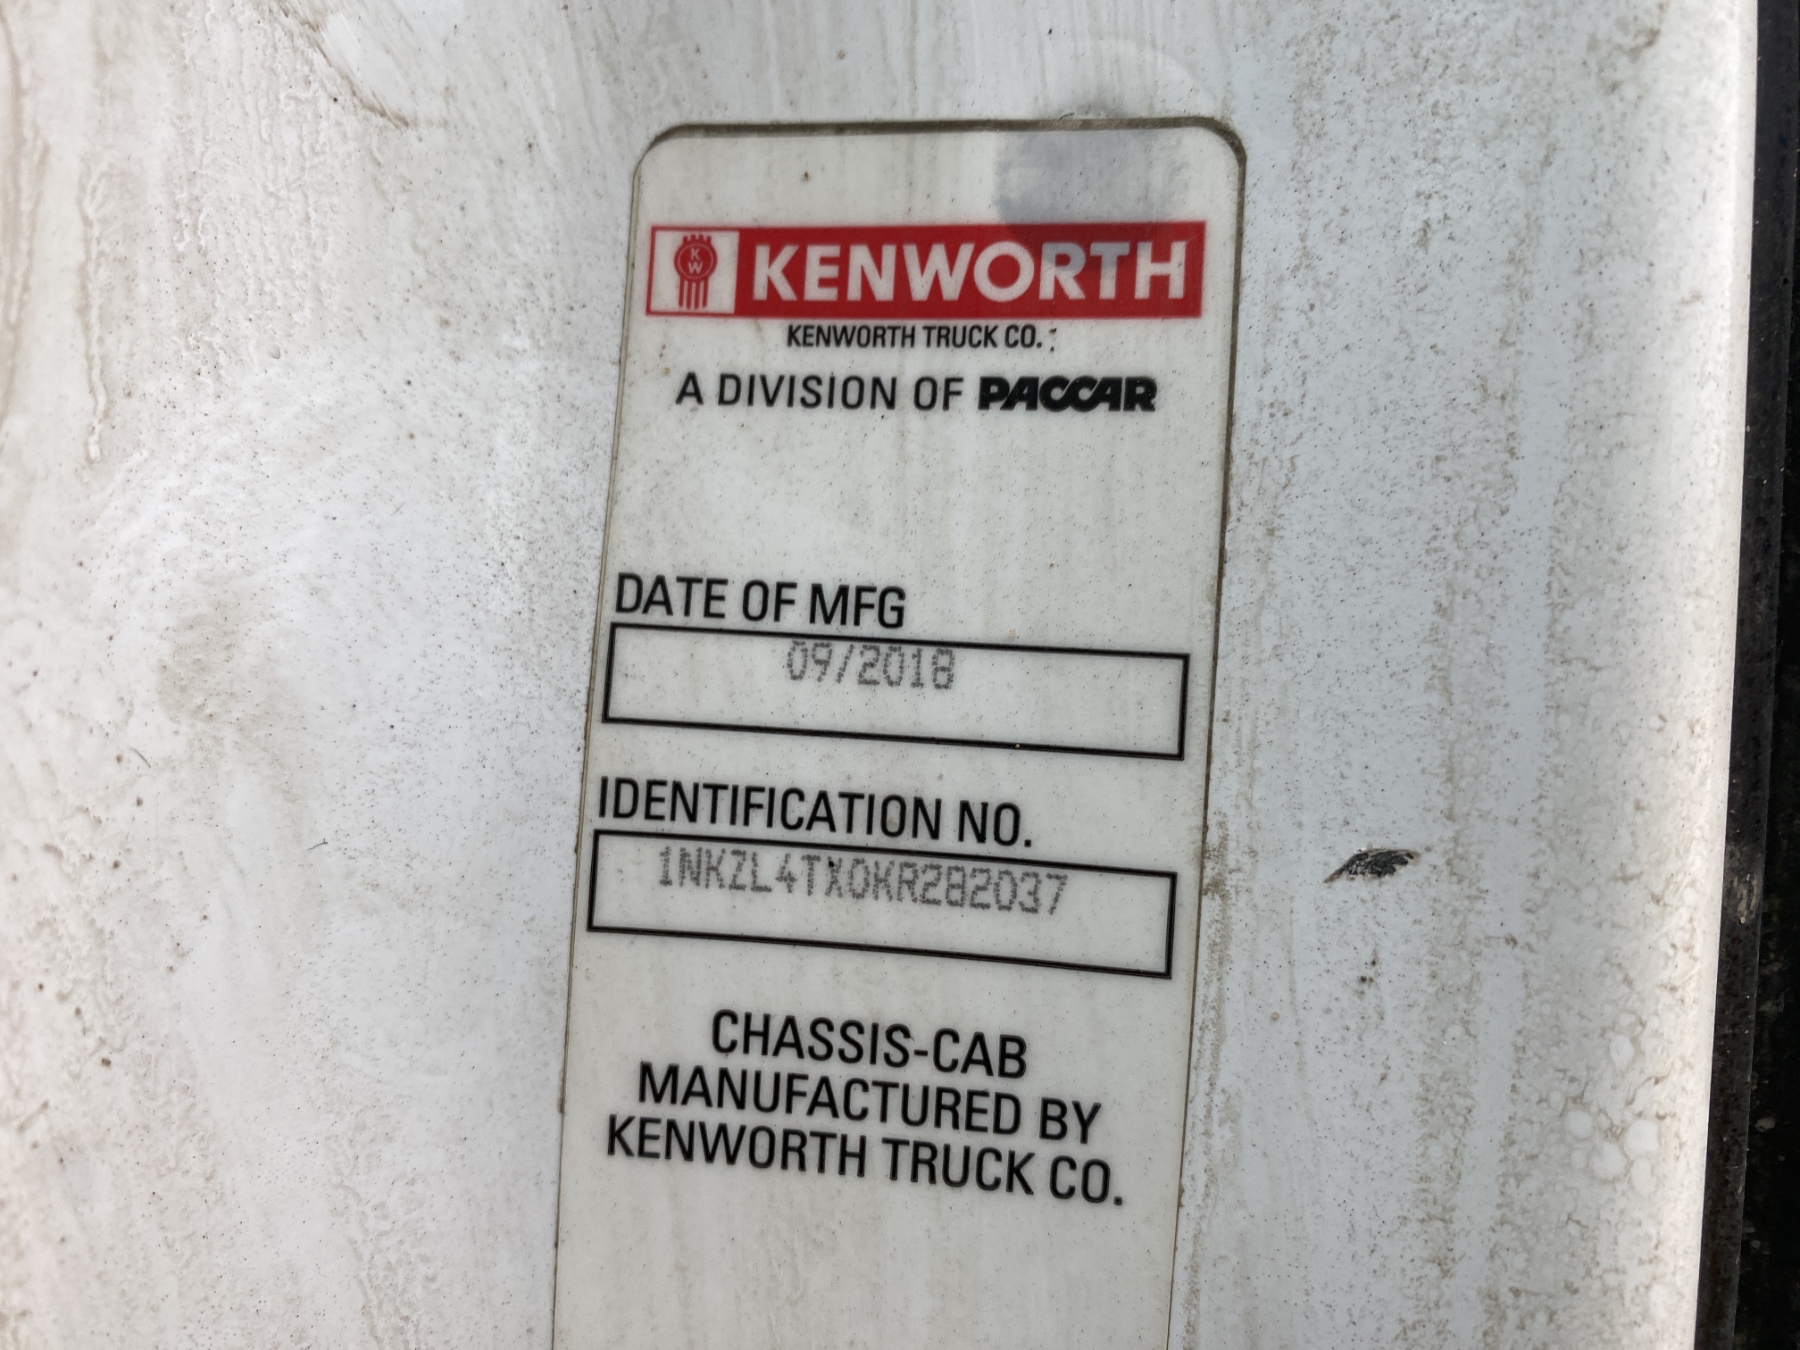 KW KENWORTH
KENWORTH TRUCK CO.
A DIVISION OF PACCAR
DATE OF MFG
09/2018
IDENTIFICATION NO.
1NKZL4TX0KR282037
CHASSIS-CAB
MANUFACTURED BY
KENWORTH TRUCK CO.